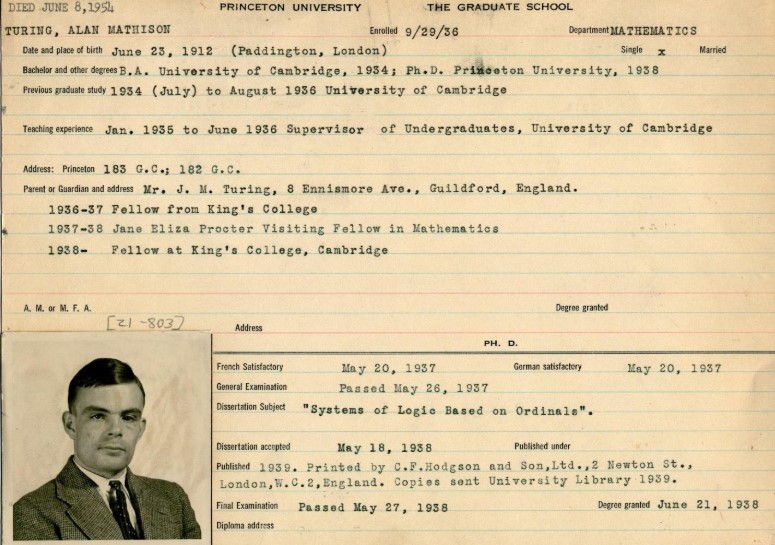 DIED JUNE 8, 1954
PRINCETON UNIVERSITY THE GRADUATE SCHOOL
TURING, ALAN MATHISON Enrolled 9/29/36 Department MATHEMATICS
Date and place of birth June 23, 1912 (Paddington, London) Single x Married
Bachelor and other degrees B.A. University of Cambridge, 1934; Ph.D. Princeton University, 1938
Previous graduate study 1934 (July) to August 1936 University of Cambridge
Teaching experience Jan. 1935 to June 1936 Supervisor of Undergraduates, University of Cambridge
Address: Princeton 183 G.C.; 182 G.C.
Parent or Guardian and address Mr. J. M. Turing, 8 Ennismore Ave., Guildford, England.
1936-37 Fellow from King's College
1937-38 Jane Eliza Procter Visiting Fellow in Mathematics
1938- Fellow at King's College, Cambridge
A. M. or M. F. A. Degree granted
[21-803] Address
PH. D.
French Satisfactory May 20, 1937 German satisfactory May 20, 1937
General Examination Passed May 26, 1937
Dissertation Subject "Systems of Logic Based on Ordinals".
Dissertation accepted May 18, 1938 Published under
Published 1939. Printed by C.F.Hodgson and Son,Ltd.,2 Newton St.,
London,W.C.2,England. Copies sent University Library 1939.
Final Examination Passed May 27, 1938 Degree granted June 21, 1938
Diploma address